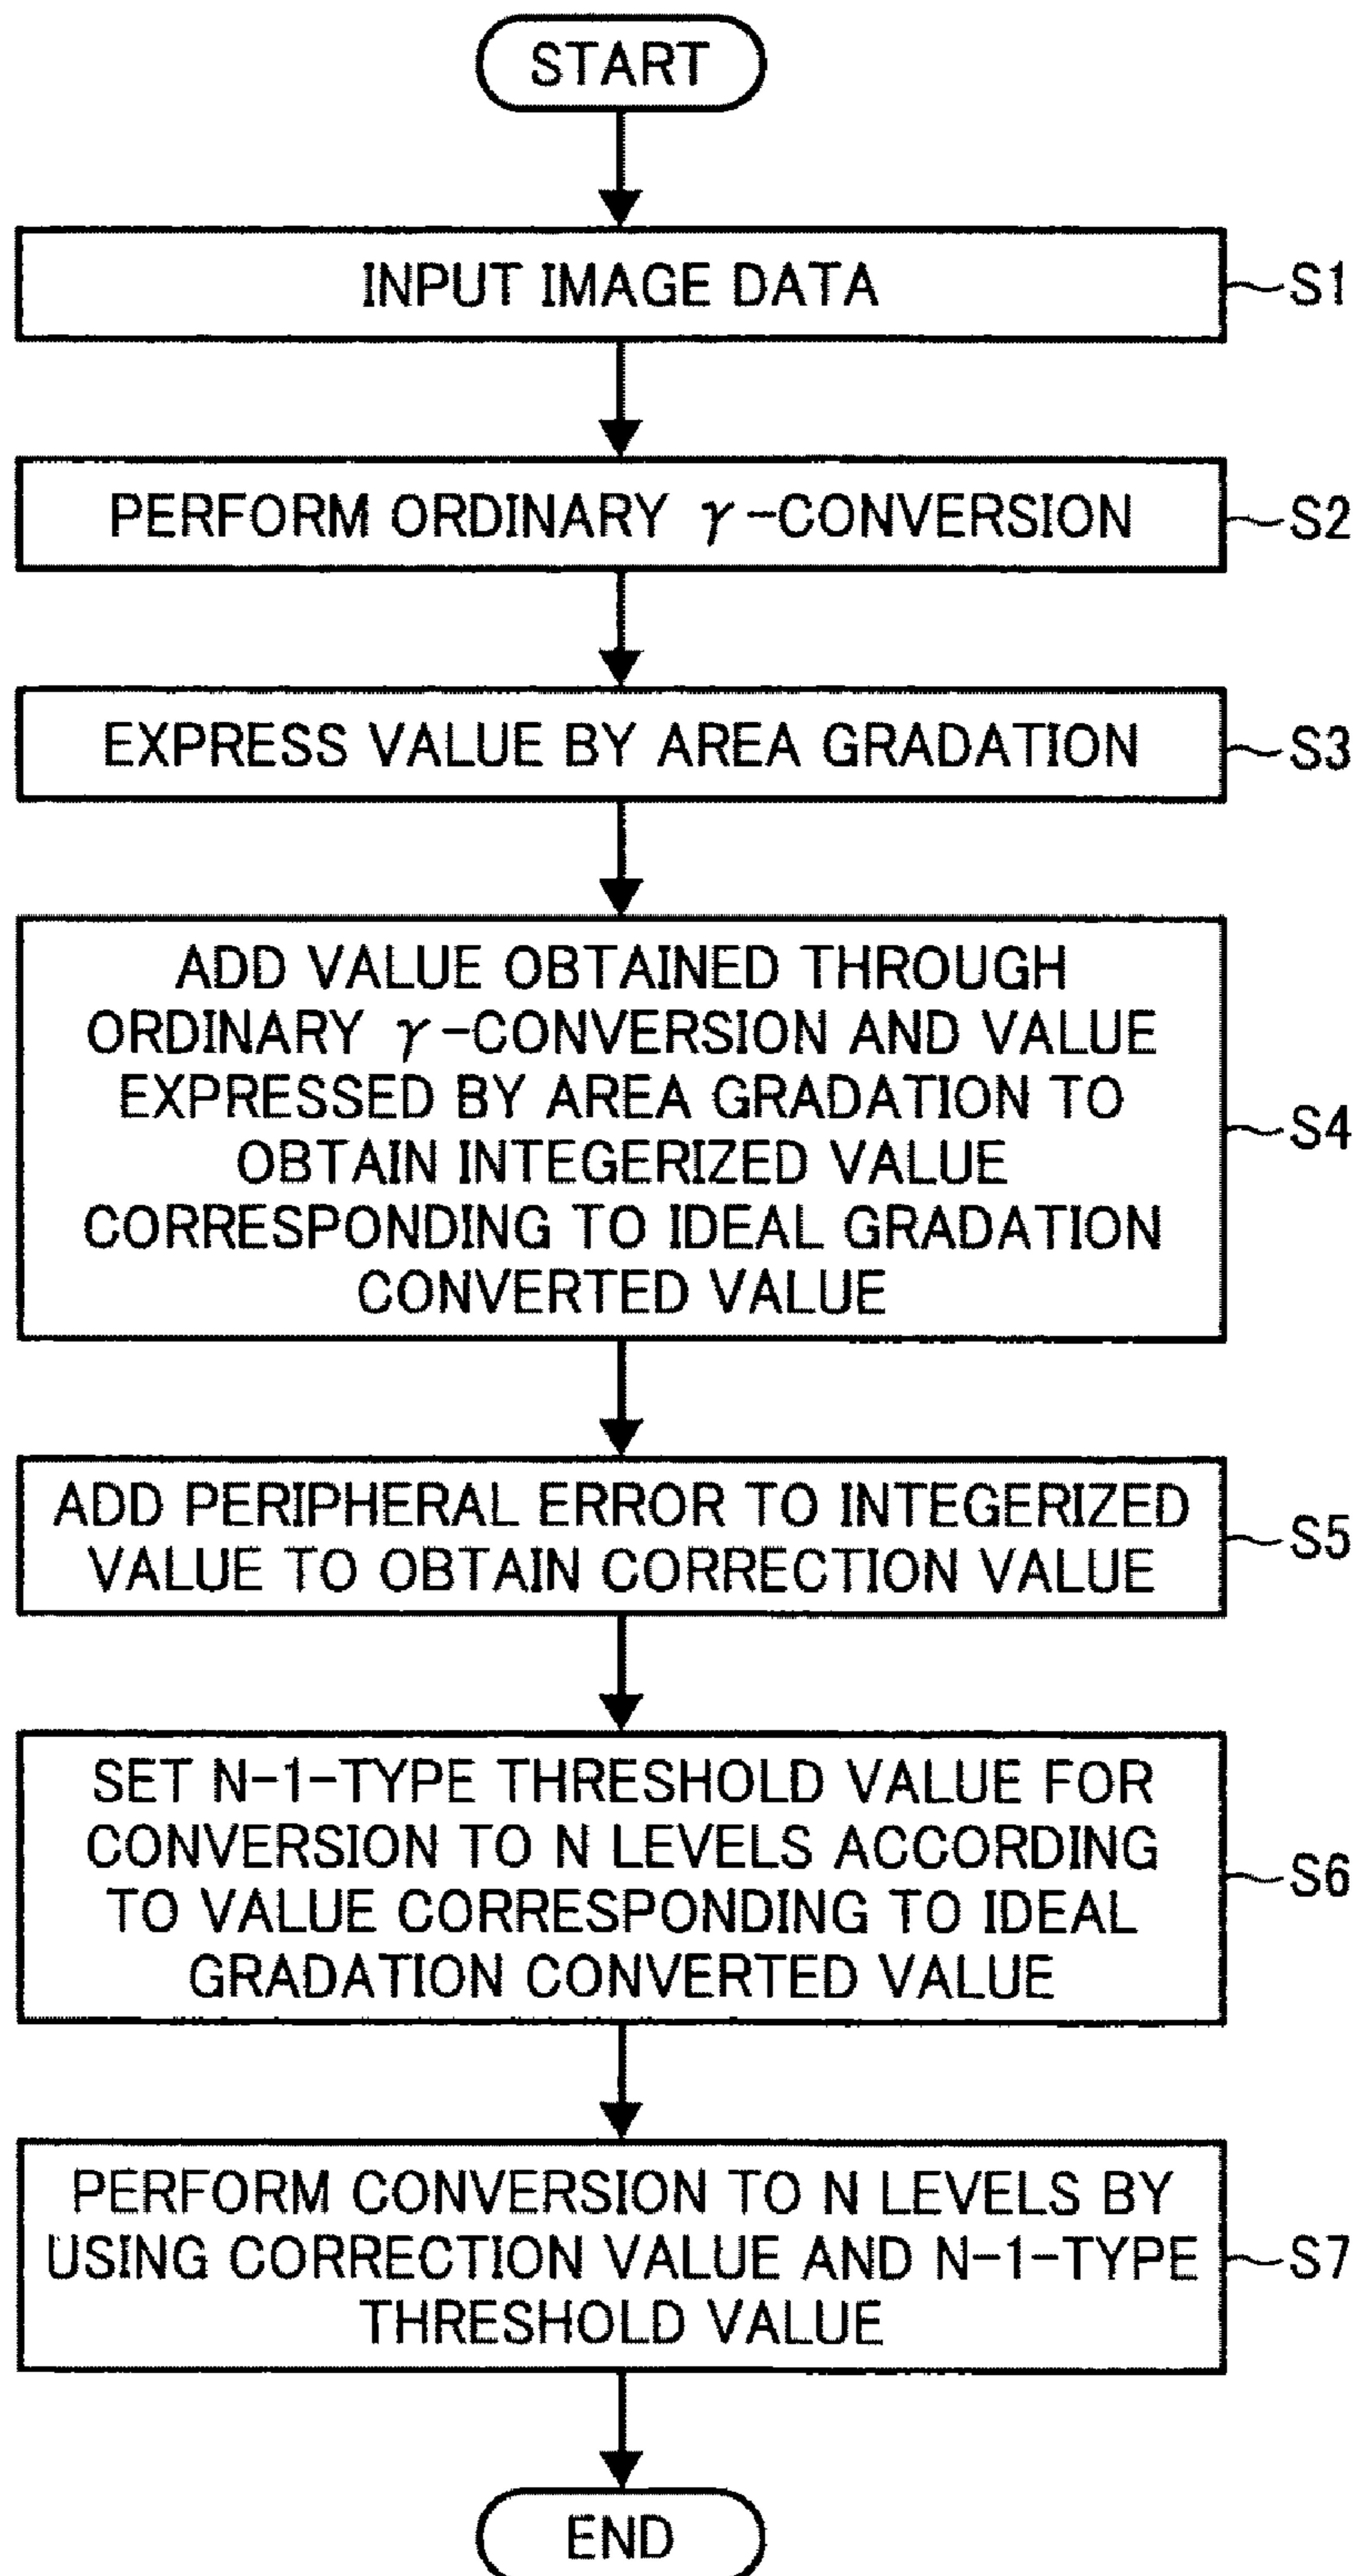 START
INPUT IMAGE DATA
S1
PERFORM ORDINARY γ-CONVERSION
S2
EXPRESS VALUE BY AREA GRADATION
S3
ADD VALUE OBTAINED THROUGH
ORDINARY γ-CONVERSION AND VALUE
EXPRESSED BY AREA GRADATION TO
OBTAIN INTEGERIZED VALUE
CORRESPONDING TO IDEAL GRADATION
CONVERTED VALUE
S4
ADD PERIPHERAL ERROR TO INTEGERIZED
VALUE TO OBTAIN CORRECTION VALUE
S5
SET N-1-TYPE THRESHOLD VALUE FOR
CONVERSION TO N LEVELS ACCORDING
TO VALUE CORRESPONDING TO IDEAL
GRADATION CONVERTED VALUE
S6
PERFORM CONVERSION TO N LEVELS BY
USING CORRECTION VALUE AND N-1-TYPE
THRESHOLD VALUE
S7
END